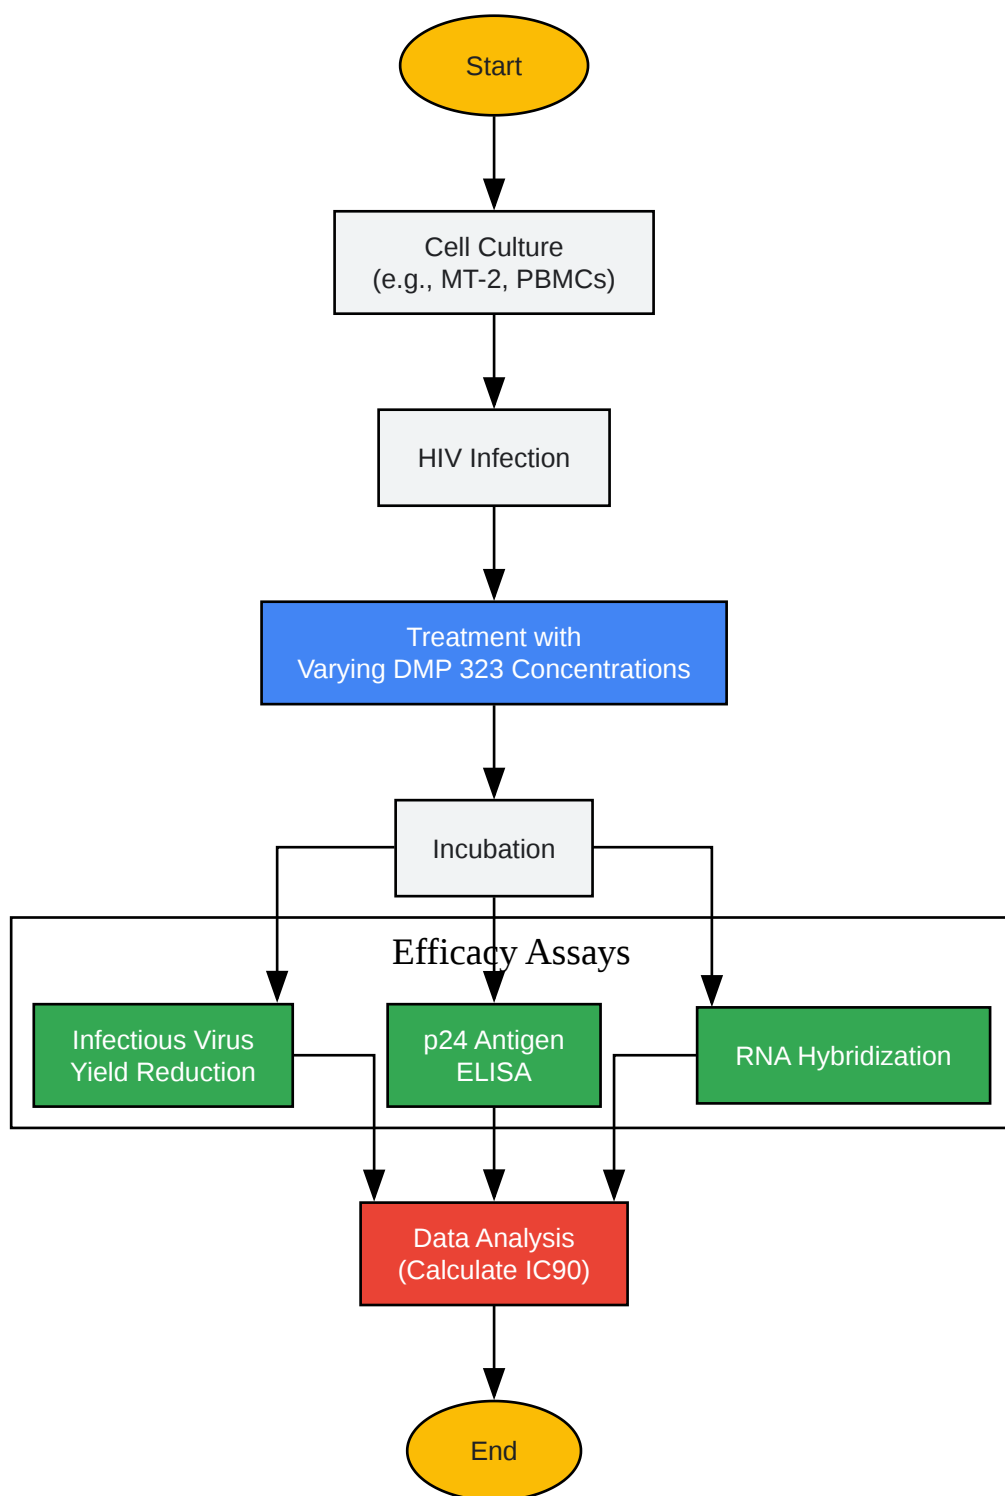 Start
Cell Culture
(e.g., MT-2, PBMCs)
HIV Infection
Treatment with
Varying DMP 323 Concentrations
Incubation
Efficacy Assays
Infectious Virus
Yield Reduction
p24 Antigen
ELISA
RNA Hybridization
Data Analysis
(Calculate IC90)
End